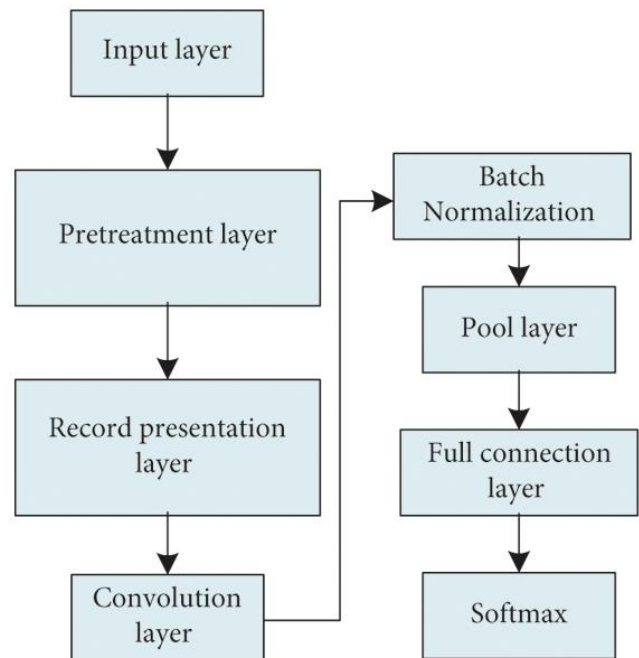 Input layer
Pretreatment layer
Record presentation
layer
Convolution
layer
Batch
Normalization
Pool layer
Full connection
layer
Softmax